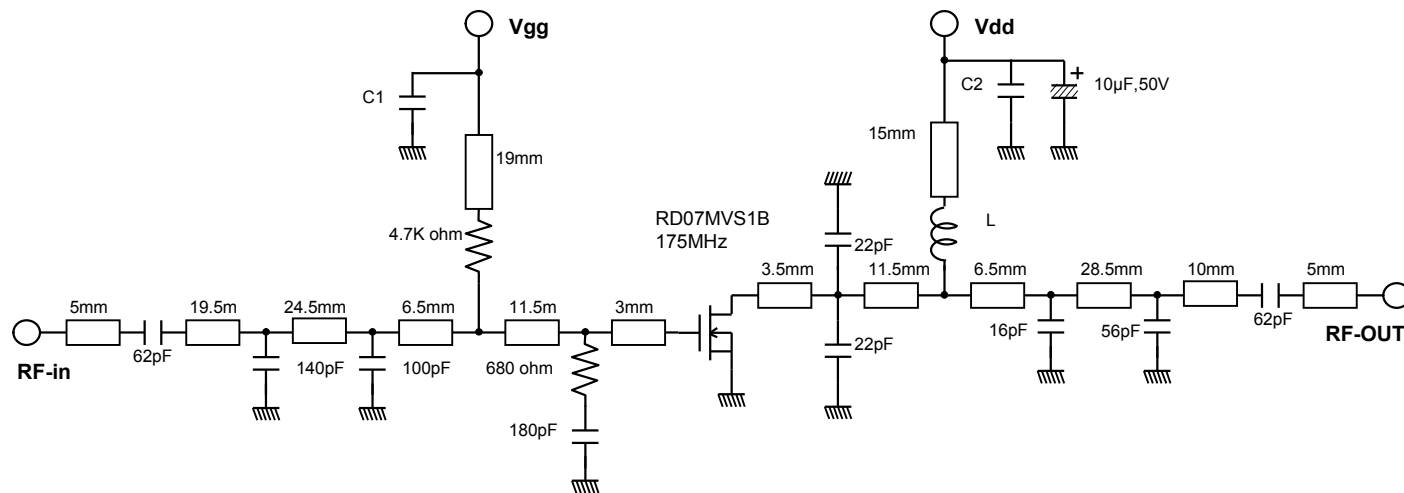 Vgg
Vdd
C1
C2
+
10µF,50V
19mm
15mm
4.7K ohm
RD07MVS1B
175MHz
L
22pF
3.5mm
11.5mm
6.5mm
28.5mm
10mm
5mm
5mm
19.5m
24.5mm
6.5mm
11.5m
3mm
62pF
140pF
100pF
680 ohm
22pF
16pF
56pF
62pF
RF-in
RF-OUT
180pF